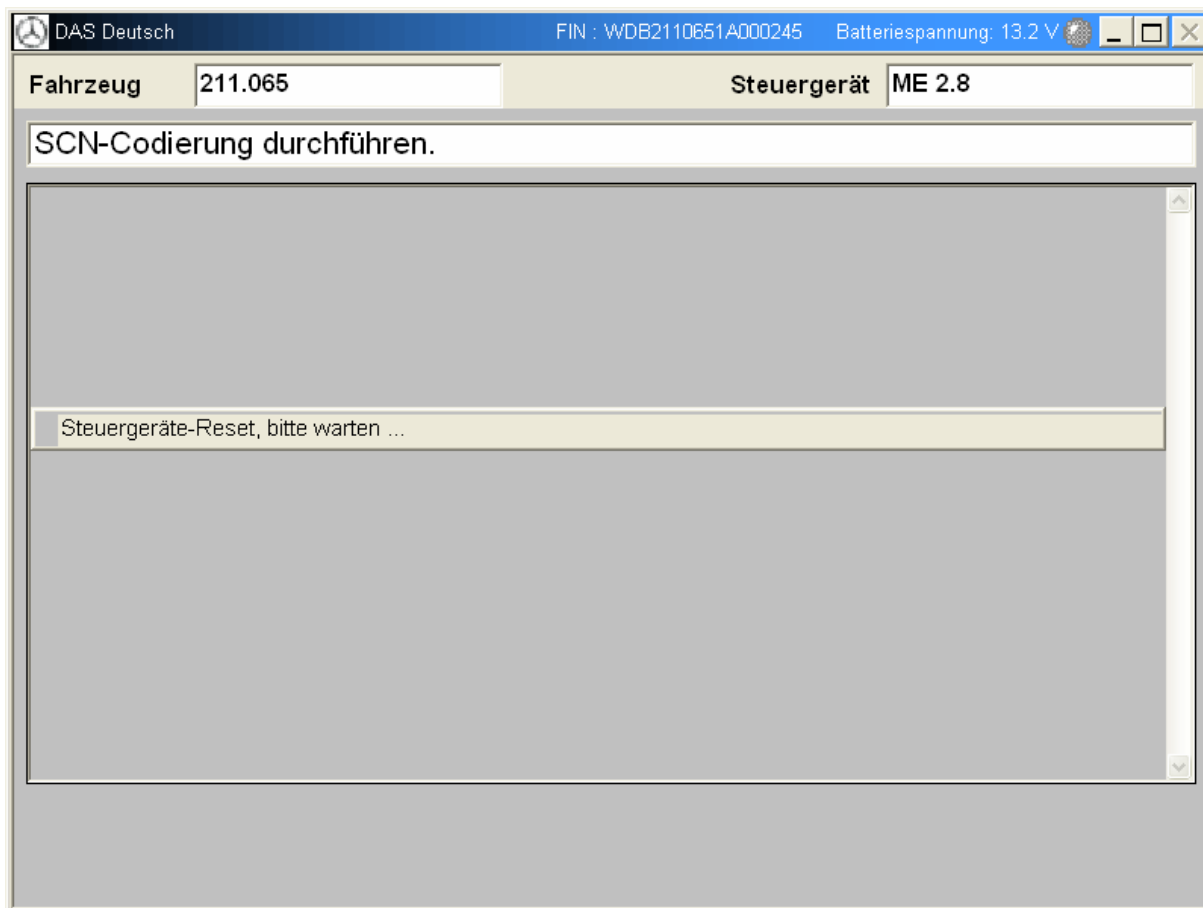 DAS Deutsch FIN : WDB2110651A000245 Batteriespannung: 13.2 V
Fahrzeug 211.065 Steuergerät ME 2.8
SCN-Codierung durchführen.
Steuergeräte-Reset, bitte warten ...